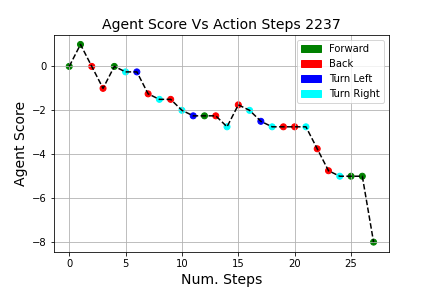 Agent Score Vs Action Steps 2237
Forward
Back
Turn Left
Turn Right
Agent Score
0
−2
−4
−6
−8
0
5
10
15
20
25
Num. Steps